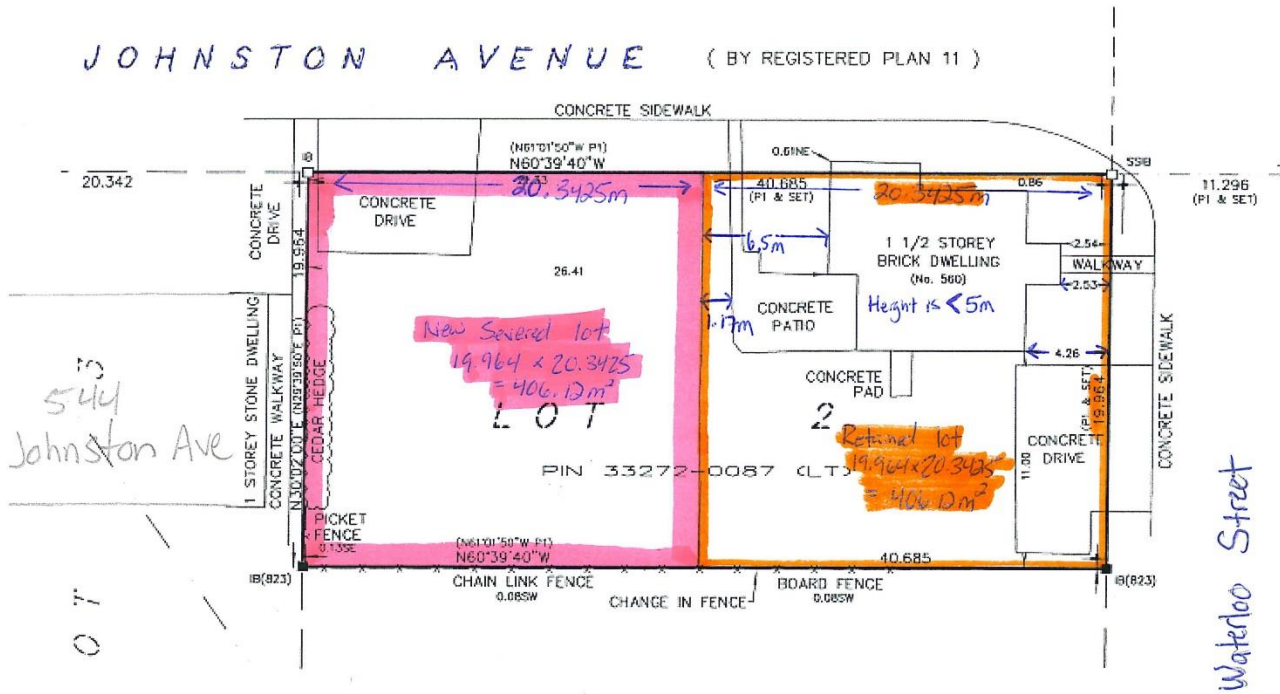 JOHNSTON AVENUE ( BY REGISTERED PLAN 11 )
CONCRETE SIDEWALK
(N61°01'50"W P1)
N60°39'40"W
0.61NE
IB
SSIB
20.342
20.3425m
40.685
(P1 & SET)
20.3425m
0.86
11.296
(P1 & SET)
CONCRETE DRIVE
CONCRETE
DRIVE
19.964
6.5m
1 1/2 STOREY
BRICK DWELLING
(No. 560)
Height is < 5m
2.54
WALKWAY
2.53
26.41
1.17m
CONCRETE
PATIO
New Severed lot
19.964 x 20.3425
= 406.12m²
4.26
(P1 & SET)
19.964
CONCRETE
PAD
LOT 2
Retained lot
19.964x20.3425
= 406.12m²
PIN 33272-0087 (LT)
CONCRETE
DRIVE
11.00
CONCRETE SIDEWALK
544
Johnston Ave
1 STOREY STONE DWELLING
CONCRETE WALKWAY
N30°02'00"E (N29°39'50"E P1)
CEDAR HEDGE
PICKET
FENCE
0.13SE
(N61°01'50"W P1)
N60°39'40"W
40.685
IB(823)
CHAIN LINK FENCE
0.08SW
CHANGE IN FENCE
BOARD FENCE
0.08SW
IB(823)
Waterloo Street